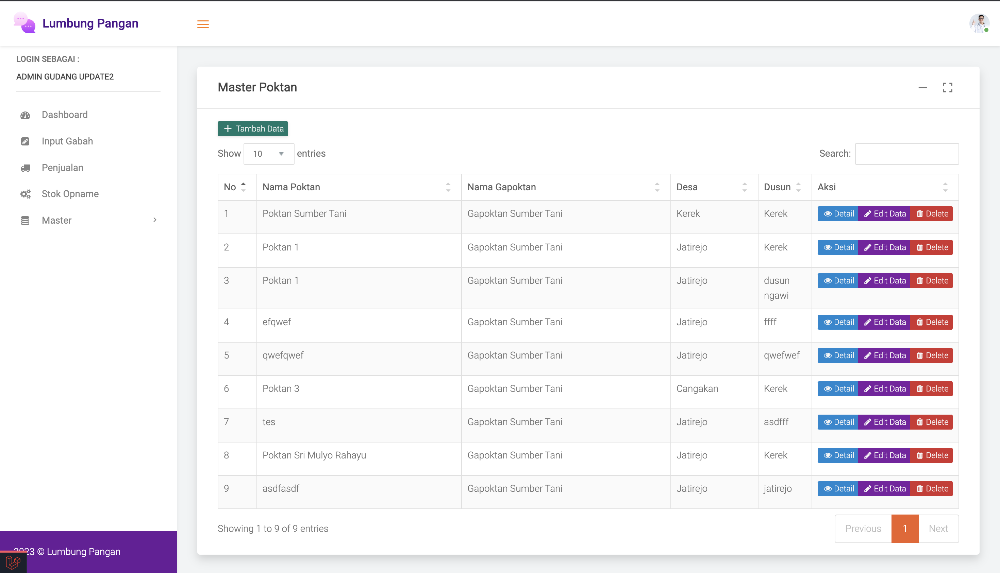 Lumbung Pangan
LOGIN SEBAGAI :
ADMIN GUDANG UPDATE2
Dashboard
Input Gabah
Penjualan
Stok Opname
Master
Master Poktan
Tambah Data
Show 10 entries Search:
No Nama Poktan Nama Gapoktan Desa Dusun Aksi
1 Poktan Sumber Tani Gapoktan Sumber Tani Kerek Kerek Detail Edit Data Delete
2 Poktan 1 Gapoktan Sumber Tani Jatirejo Kerek Detail Edit Data Delete
3 Poktan 1 Gapoktan Sumber Tani Jatirejo dusun ngawi Detail Edit Data Delete
4 efqwef Gapoktan Sumber Tani Jatirejo ffff Detail Edit Data Delete
5 qwefqwef Gapoktan Sumber Tani Jatirejo qwefwef Detail Edit Data Delete
6 Poktan 3 Gapoktan Sumber Tani Cangakan Kerek Detail Edit Data Delete
7 tes Gapoktan Sumber Tani Jatirejo asdfff Detail Edit Data Delete
8 Poktan Sri Mulyo Rahayu Gapoktan Sumber Tani Jatirejo Kerek Detail Edit Data Delete
9 asdfasdf Gapoktan Sumber Tani Jatirejo jatirejo Detail Edit Data Delete
Showing 1 to 9 of 9 entries
Previous 1 Next
2023 © Lumbung Pangan